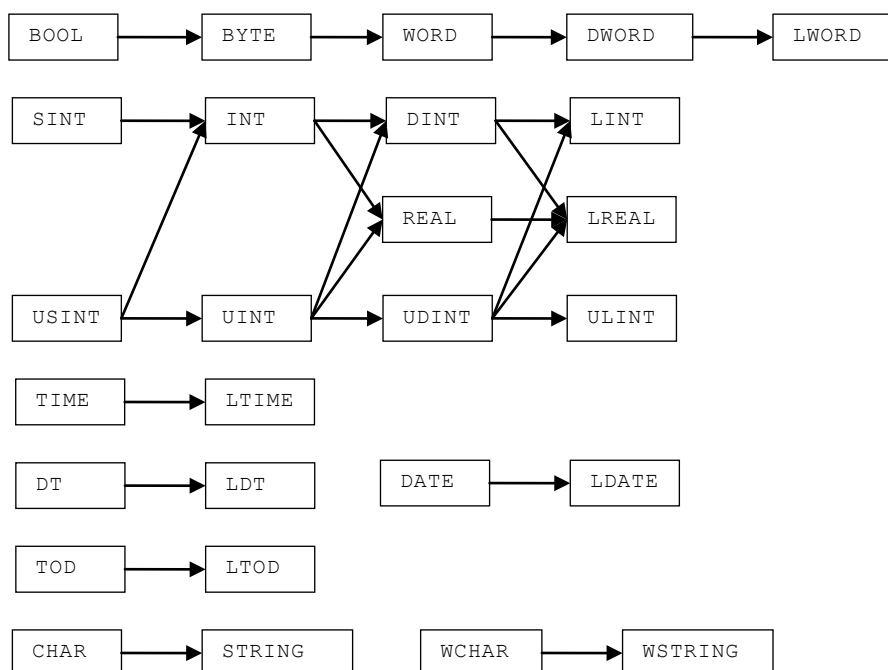 BOOL BYTE WORD DWORD LWORD
SINT INT DINT LINT
REAL LREAL
USINT UINT UDINT ULINT
TIME LTIME
DT LDT DATE LDATE
TOD LTOD
CHAR STRING WCHAR WSTRING